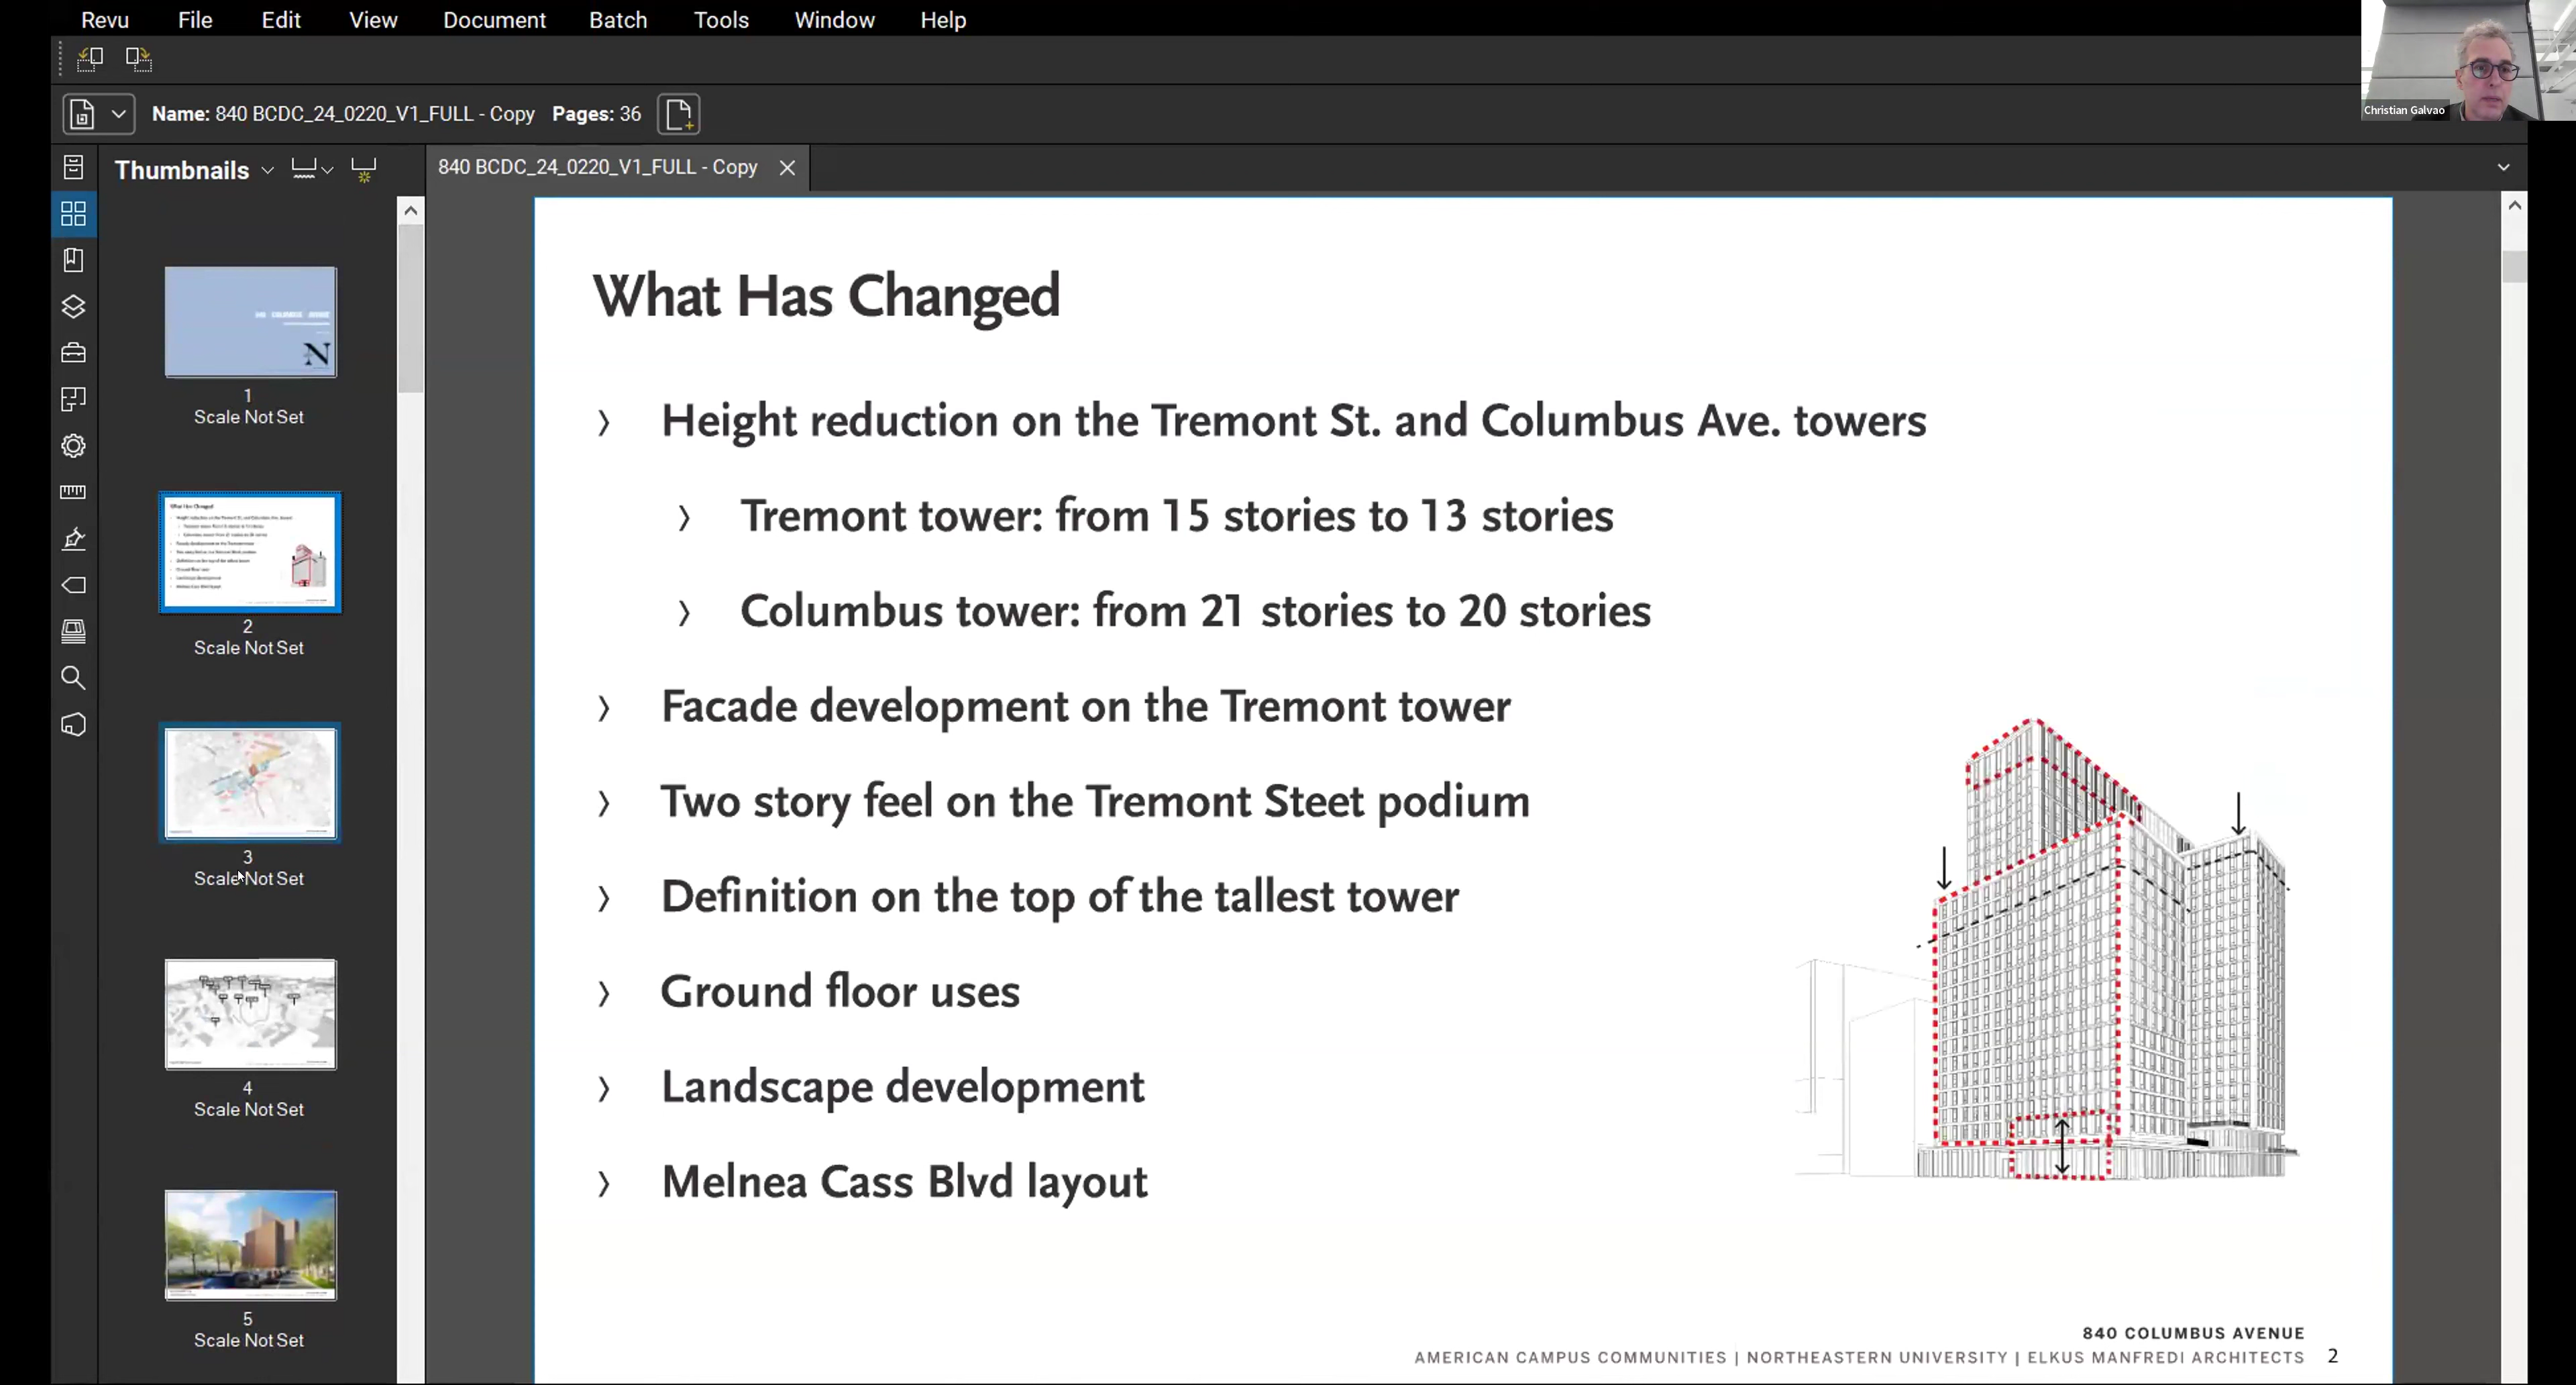 Revu File Edit View Document Batch Tools Window Help
Christian Galvao
Name: 840 BCDC_24_0220_V1_FULL - Copy Pages: 36
Thumbnails
840 BCDC_24_0220_V1_FULL - Copy
N
1
Scale Not Set
What Has Changed
2
Scale Not Set
3
Scale Not Set
4
Scale Not Set
5
Scale Not Set
What Has Changed
Height reduction on the Tremont St. and Columbus Ave. towers
Tremont tower: from 15 stories to 13 stories
Columbus tower: from 21 stories to 20 stories
Facade development on the Tremont tower
Two story feel on the Tremont Steet podium
Definition on the top of the tallest tower
Ground floor uses
Landscape development
Melnea Cass Blvd layout
840 COLUMBUS AVENUE
AMERICAN CAMPUS COMMUNITIES | NORTHEASTERN UNIVERSITY | ELKUS MANFREDI ARCHITECTS 2